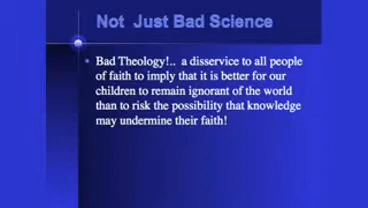 Not Just Bad Science
• Bad Theology!.. a disservice to all people
of faith to imply that it is better for our
children to remain ignorant of the world
than to risk the possibility that knowledge
may undermine their faith!